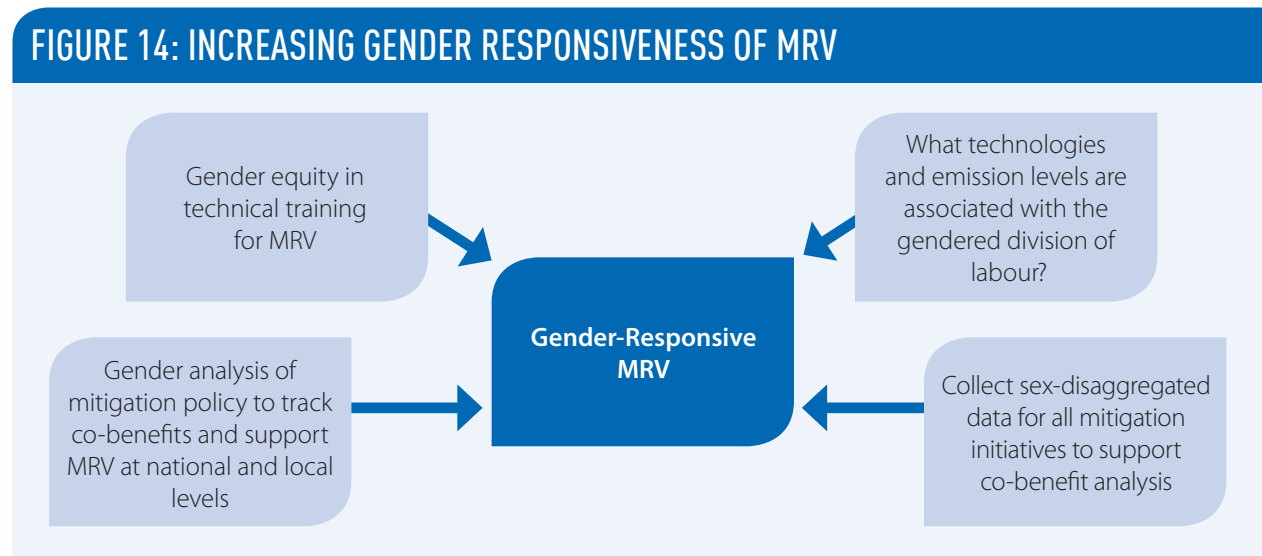 FIGURE 14: INCREASING GENDER RESPONSIVENESS OF MRV
Gender equity in
technical training
for MRV
What technologies
and emission levels are
associated with the
gendered division of
labour?
Gender-Responsive
MRV
Gender analysis of
mitigation policy to track
co-benefits and support
MRV at national and local
levels
Collect sex-disaggregated
data for all mitigation
initiatives to support
co-benefit analysis